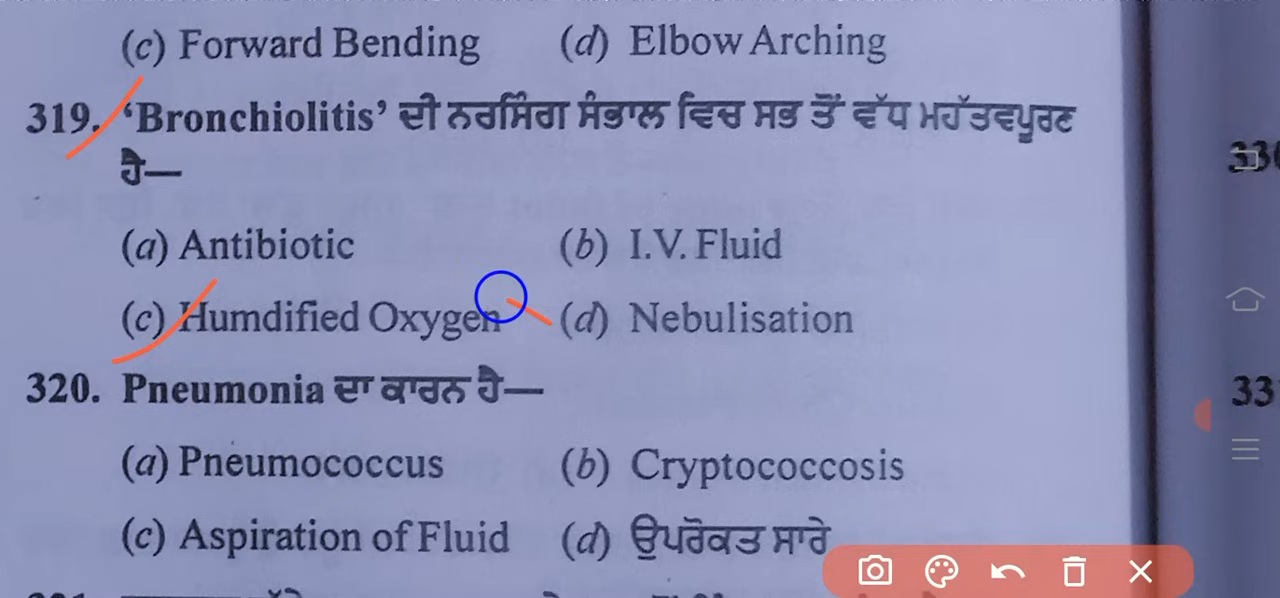 (c) Forward Bending (d) Elbow Arching
319. ‘Bronchiolitis’ ਦੀ ਨਰਸਿੰਗ ਸੰਭਾਲ ਵਿਚ ਸਭ ਤੋਂ ਵੱਧ ਮਹੱਤਵਪੂਰਣ
ਹੈ—
(a) Antibiotic (b) I.V. Fluid
(c) Humdified Oxygen (d) Nebulisation
320. Pneumonia ਦਾ ਕਾਰਨ ਹੈ—
(a) Pneumococcus (b) Cryptococcosis
(c) Aspiration of Fluid (d) ਉਪਰੋਕਤ ਸਾਰੇ
33